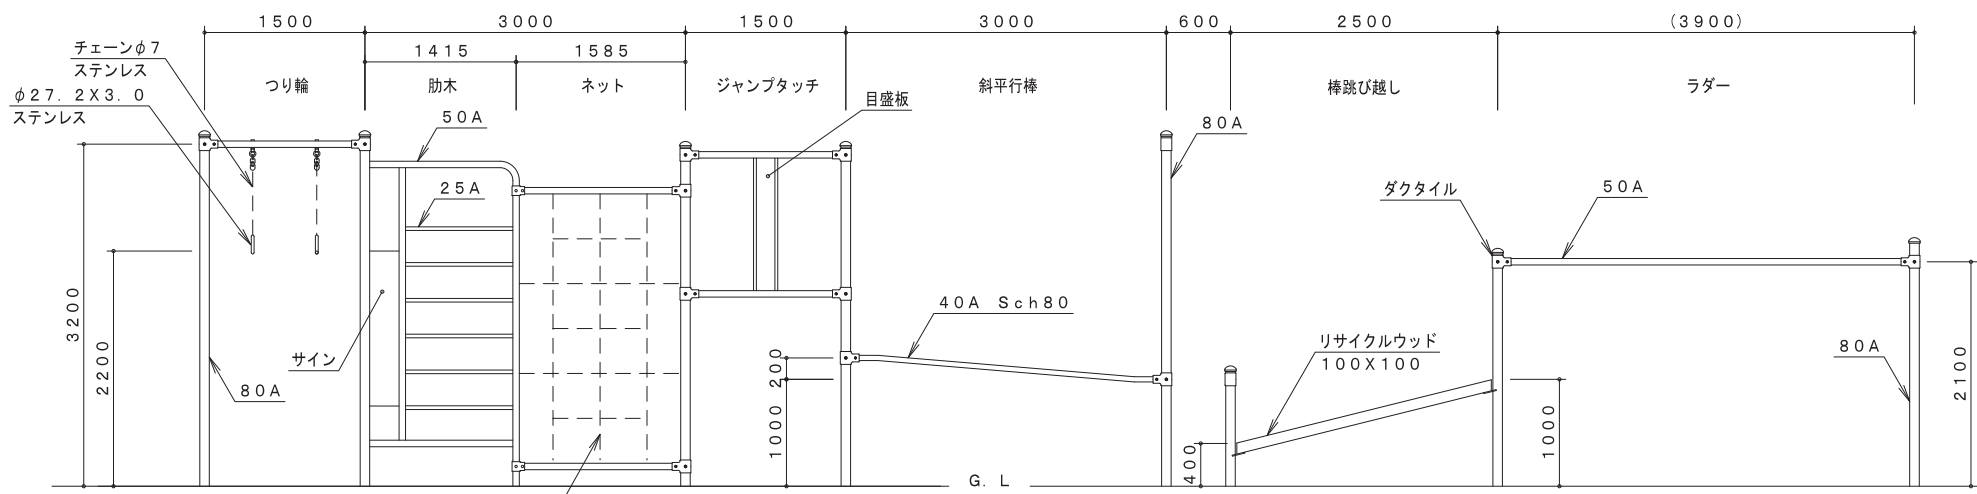 1500
3000
1500
3000
600
2500
(3900)
1415
1585
チェーンφ7
ステンレス
φ27.2X3.0
ステンレス
つり輪
肋木
ネット
ジャンプタッチ
斜平行棒
棒跳び越し
ラダー
目盛板
50A
80A
25A
ダクタイル
50A
3200
2200
サイン
80A
40A Sch80
200
1000
リサイクルウッド
100X100
400
1000
80A
2100
G.L